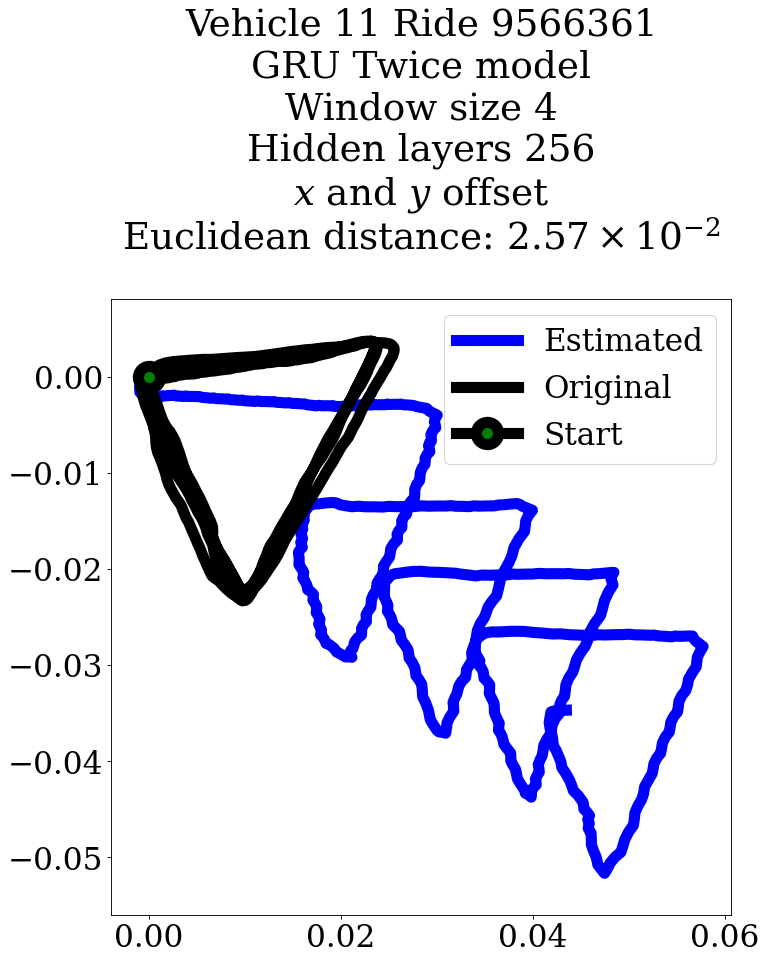 Vehicle 11 Ride 9566361
GRU Twice model
Window size 4
Hidden layers 256
x and y offset
Euclidean distance: 2.57 × 10⁻²
Estimated
Original
Start
0.00
−0.01
−0.02
−0.03
−0.04
−0.05
0.00 0.02 0.04 0.06